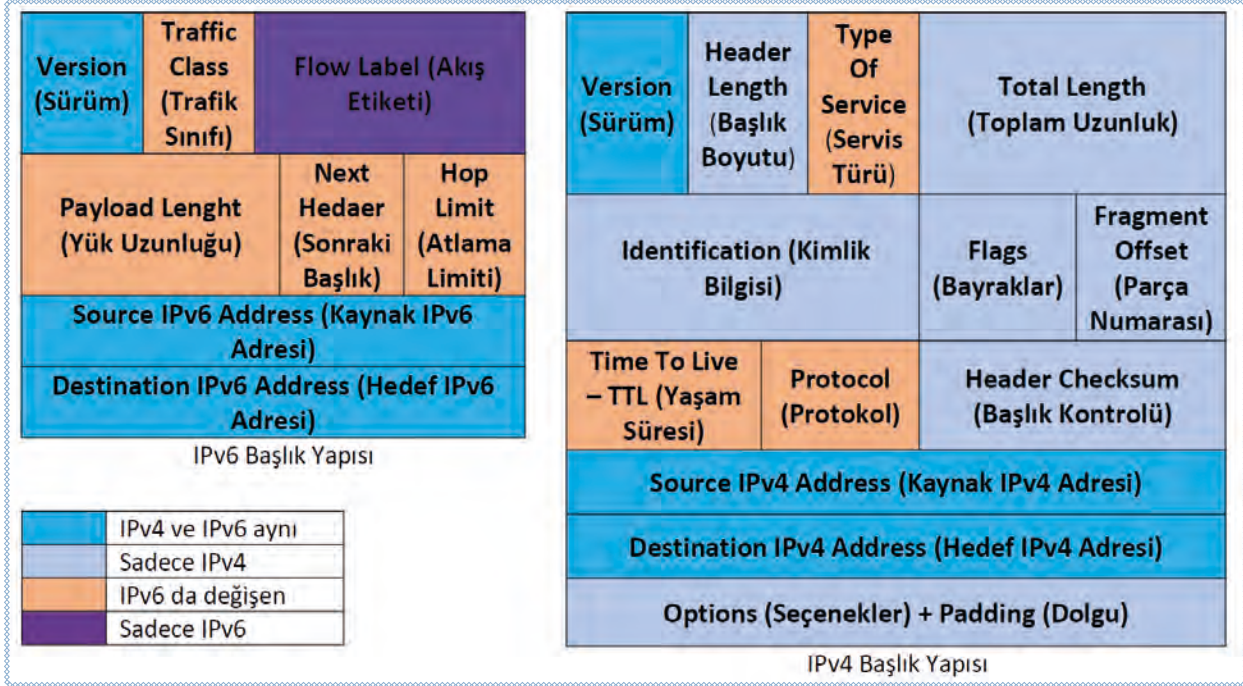 Version
(Sürüm)
Traffic
Class
(Trafik
Sınıfı)
Flow Label (Akış
Etiketi)
Payload Lenght
(Yük Uzunluğu)
Next
Hedaer
(Sonraki
Başlık)
Hop
Limit
(Atlama
Limiti)
Source IPv6 Address (Kaynak IPv6
Adresi)
Destination IPv6 Address (Hedef IPv6
Adresi)
IPv6 Başlık Yapısı
IPv4 ve IPv6 aynı
Sadece IPv4
IPv6 da değişen
Sadece IPv6
Version
(Sürüm)
Header
Length
(Başlık
Boyutu)
Type
Of
Service
(Servis
Türü)
Total Length
(Toplam Uzunluk)
Identification (Kimlik
Bilgisi)
Flags
(Bayraklar)
Fragment
Offset
(Parça
Numarası)
Time To Live
– TTL (Yaşam
Süresi)
Protocol
(Protokol)
Header Checksum
(Başlık Kontrolü)
Source IPv4 Address (Kaynak IPv4 Adresi)
Destination IPv4 Address (Hedef IPv4 Adresi)
Options (Seçenekler) + Padding (Dolgu)
IPv4 Başlık Yapısı